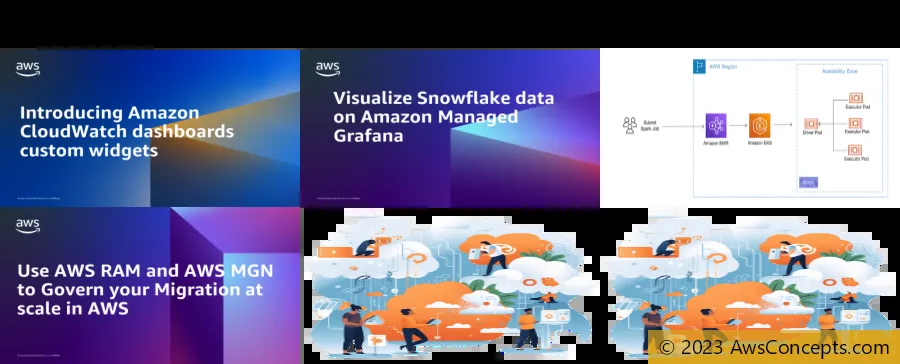 aws
Introducing Amazon
CloudWatch dashboards
custom widgets
aws
Visualize Snowflake data
on Amazon Managed
Grafana
AWS Region
Availability Zone
Submit
Spark Job
Amazon EMR
Amazon EKS
Driver Pod
Executor Pod
Executor Pod
Executor Pod
aws
Use AWS RAM and AWS MGN
to Govern your Migration at
scale in AWS
© 2023 AwsConcepts.com